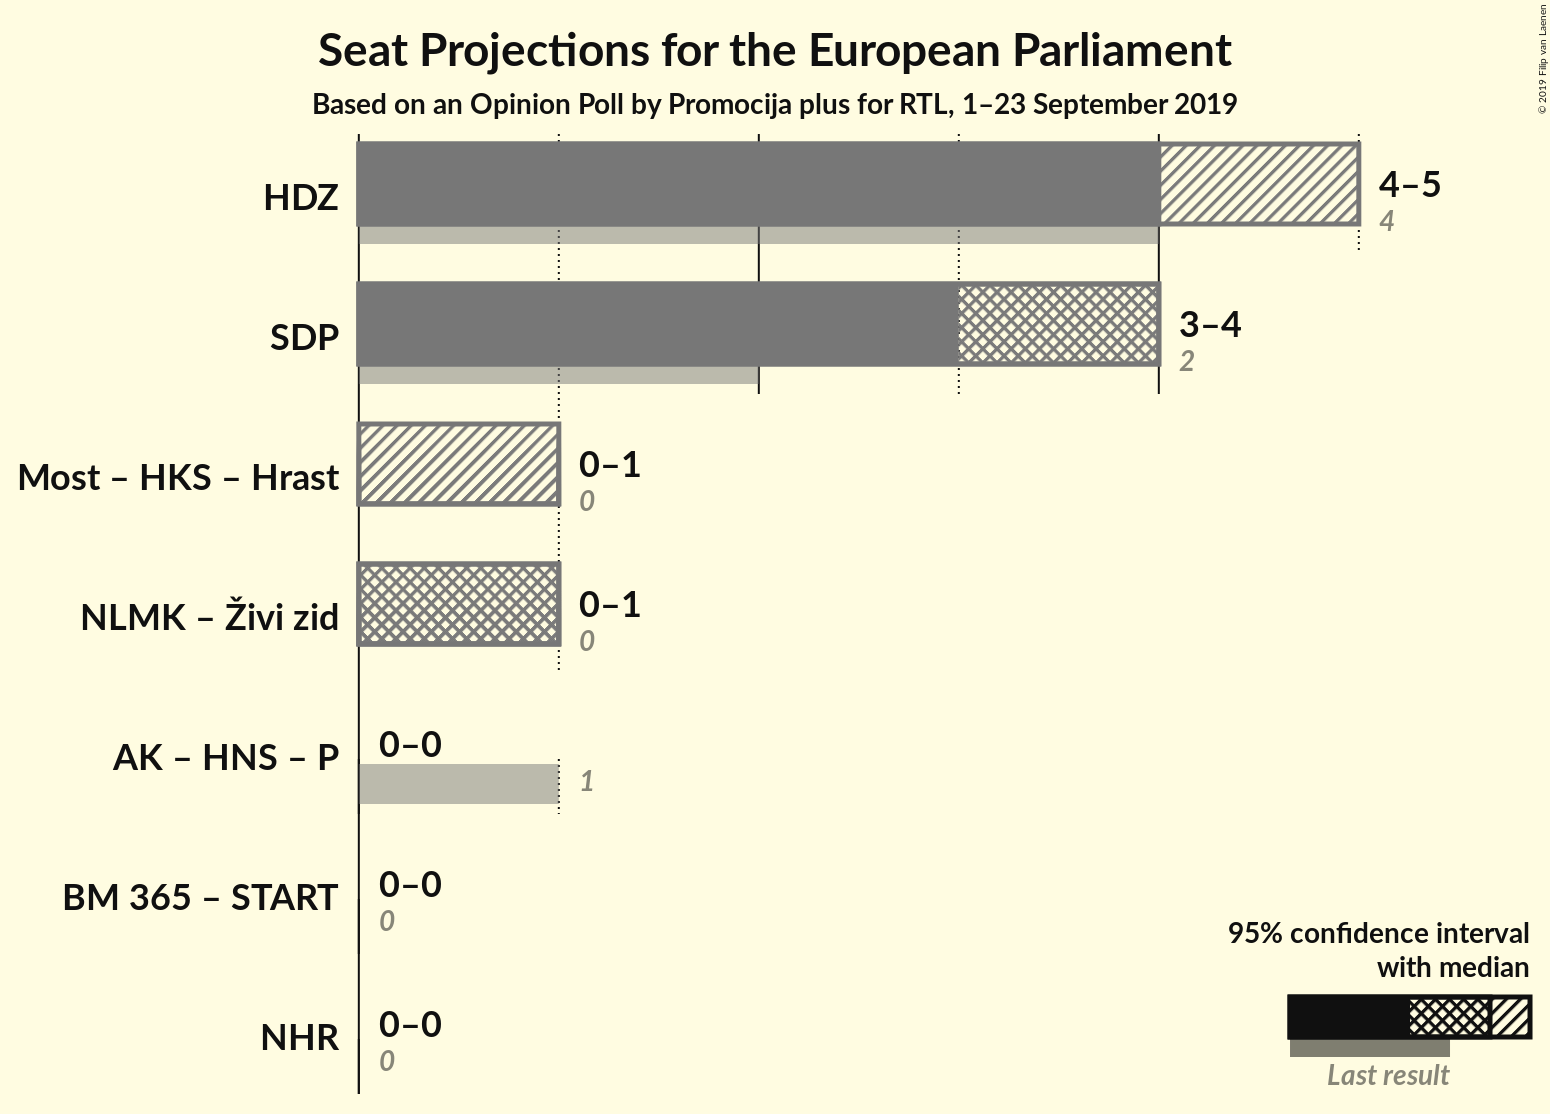 Seat Projections for the European Parliament
Based on an Opinion Poll by Promocija plus for RTL, 1–23 September 2019
© 2019 Filip van Laenen
HDZ
4–5
4
SDP
3–4
2
Most – HKS – Hrast
0–1
0
NLMK – Živi zid
0–1
0
AK – HNS – P
0–0
1
BM 365 – START
0–0
0
NHR
0–0
0
95% confidence interval
with median
Last result